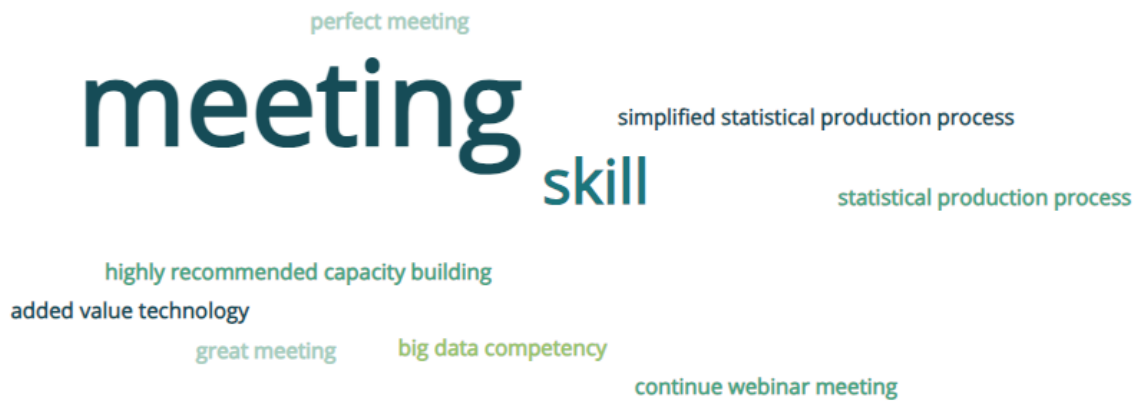 perfect meeting
meeting
simplified statistical production process
skill
statistical production process
highly recommended capacity building
added value technology
great meeting
big data competency
continue webinar meeting